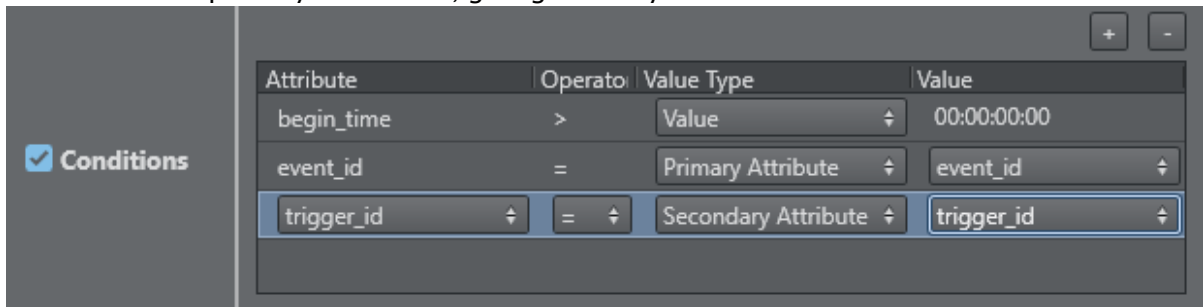 + -
Attribute Operato Value Type Value
begin_time > Value 00:00:00:00
Conditions
event_id = Primary Attribute event_id
trigger_id = Secondary Attribute trigger_id